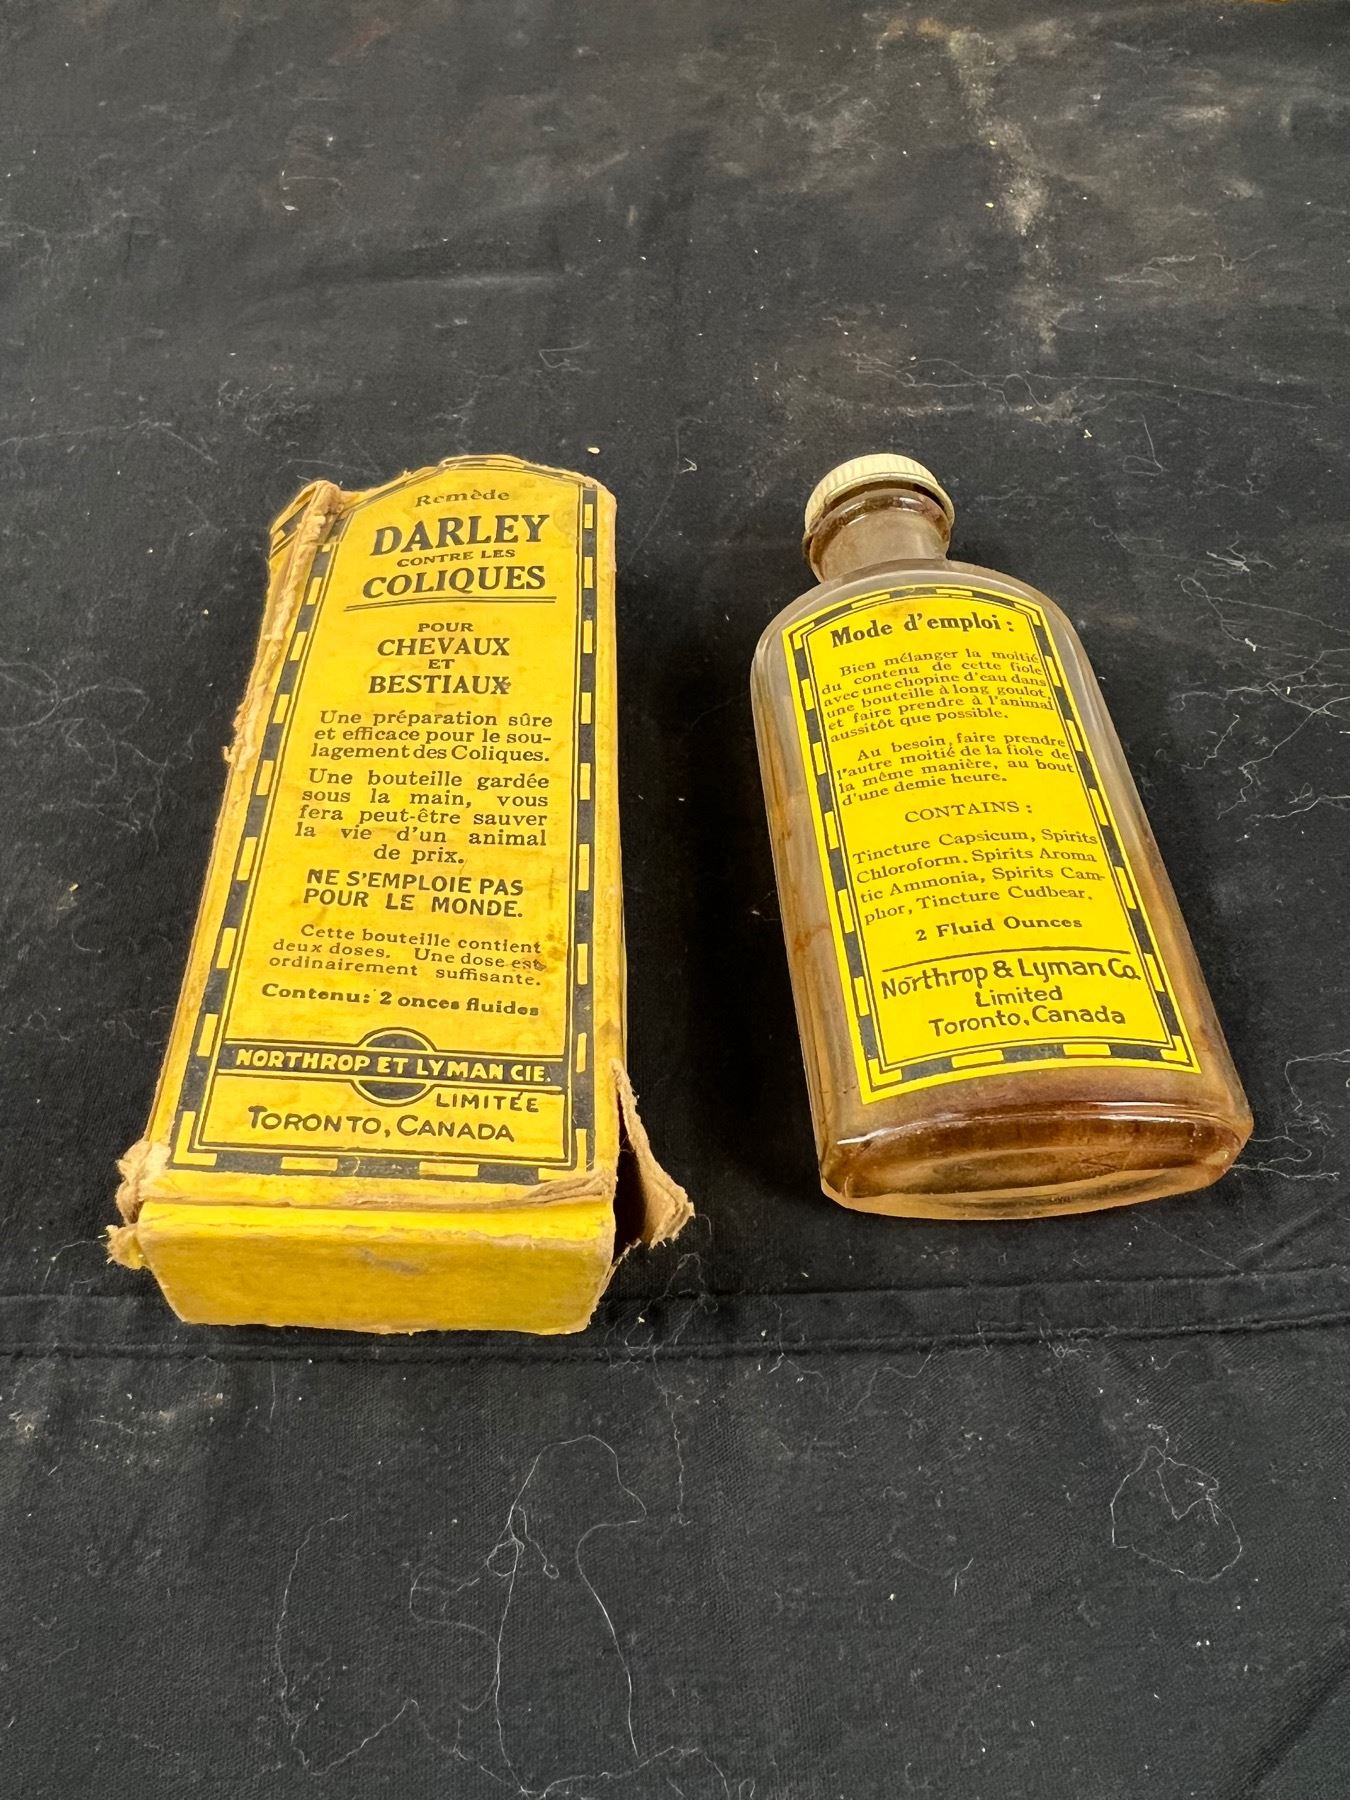 Remède
DARLEY
CONTRE LES
COLIQUES
POUR
CHEVAUX
ET
BESTIAUX
Une préparation sûre
et efficace pour le sou-
lagement des Coliques.
Une bouteille gardée
sous la main, vous
fera peut-être sauver
la vie d'un animal
de prix.
NE S'EMPLOIE PAS
POUR LE MONDE.
Cette bouteille contient
deux doses. Une dose est
ordinairement suffisante.
Contenu: 2 onces fluides
NORTHROP ET LYMAN CIE.
LIMITÉE
TORONTO, CANADA
Mode d'emploi:
Bien mélanger la moitié
du contenu de cette fiole
avec une chopine d'eau dans
une bouteille à long goulot,
et faire prendre à l'animal
aussitôt que possible.
Au besoin, faire prendre
l'autre moitié de la fiole de
la même manière, au bout
d'une demie heure.
CONTAINS:
Tincture Capsicum, Spirits
Chloroform. Spirits Aroma
tic Ammonia, Spirits Cam-
phor, Tincture Cudbear.
2 Fluid Ounces
Northrop & Lyman Co.
Limited
Toronto, Canada